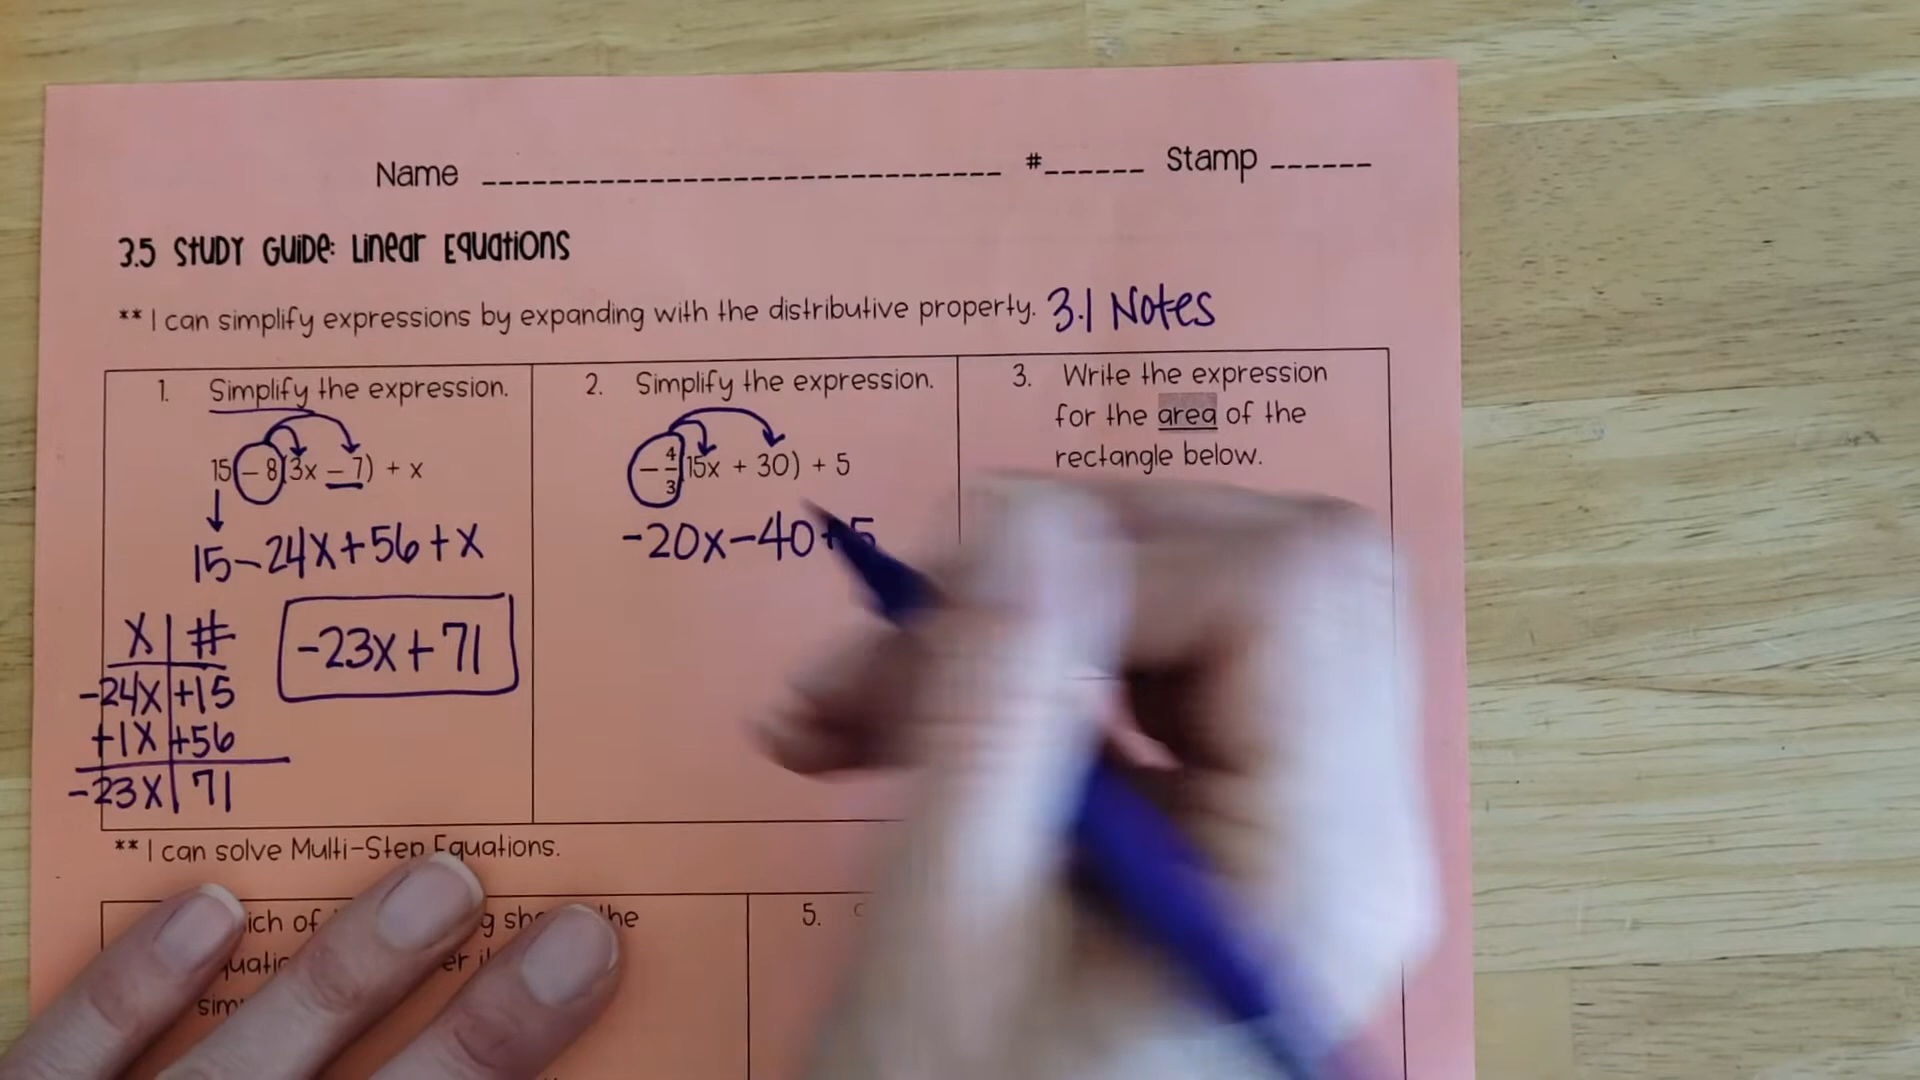 Name ______________________________ #______ Stamp ______
3.5 Study Guide: Linear Equations
** I can simplify expressions by expanding with the distributive property. 3.1 Notes
1. Simplify the expression.
15 - 8(3x - 7) + x
15-24x+56+x
X | #
-24x | +15
+1x | +56
-23x | 71
-23x+71
2. Simplify the expression.
-4/3(15x + 30) + 5
-20x-40+5
3. Write the expression
for the area of the
rectangle below.
** I can solve Multi-Step Equations.
the
5.